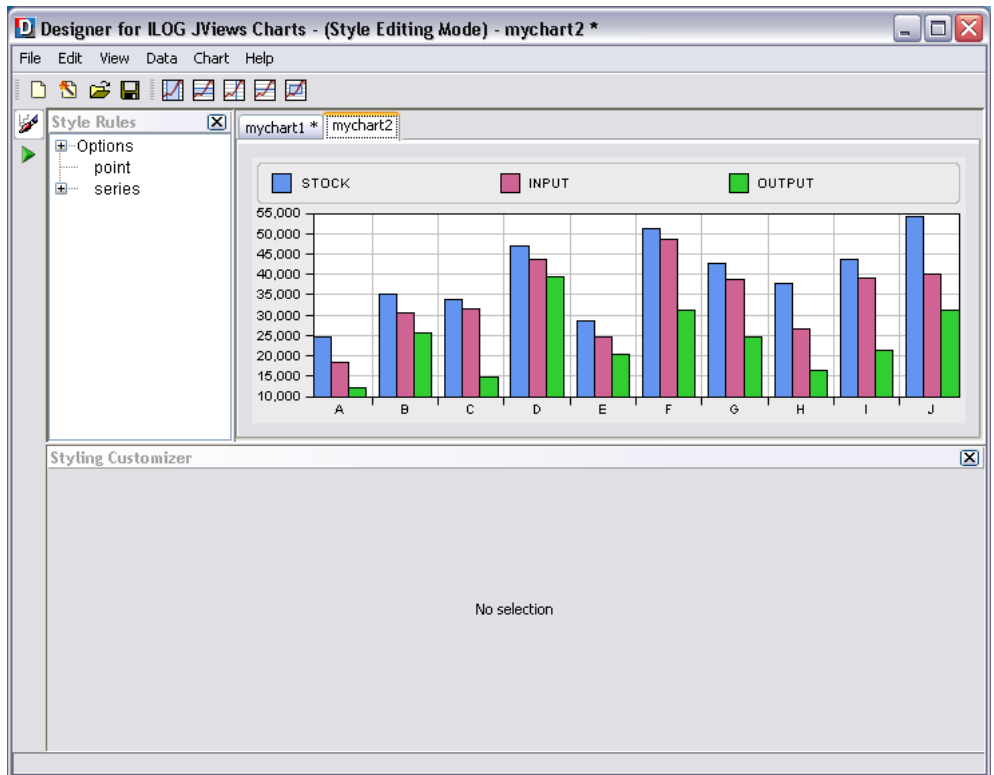 Designer for ILOG JViews Charts - (Style Editing Mode) - mychart2 *
File Edit View Data Chart Help
Style Rules
Options
point
series
mychart1 * mychart2
STOCK INPUT OUTPUT
55,000
50,000
45,000
40,000
35,000
30,000
25,000
20,000
15,000
10,000
A B C D E F G H I J
Styling Customizer
No selection